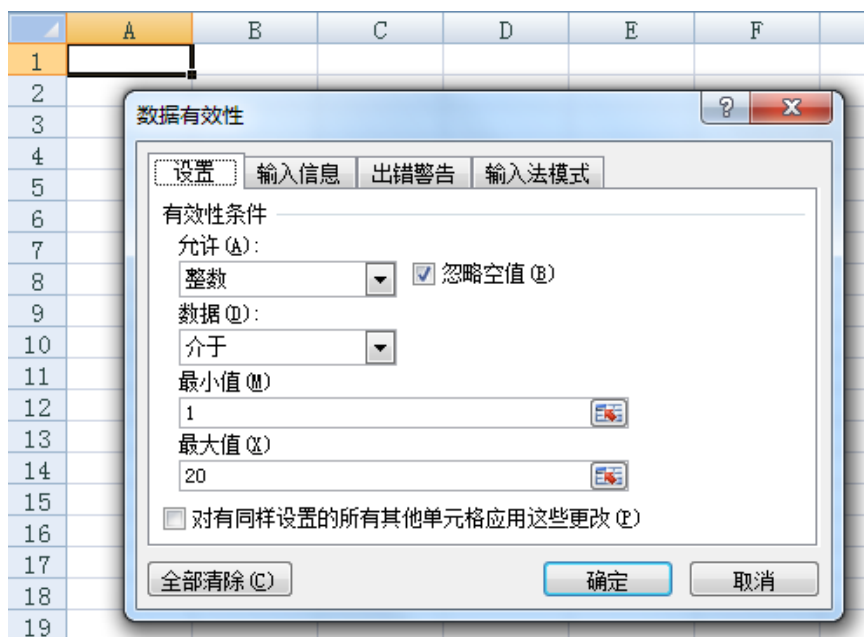 A B C D E F
1
2
数据有效性
3
4
设置 输入信息 出错警告 输入法模式
5
6
有效性条件
7
允许(A):
8
整数 忽略空值(B)
9
数据(D):
10
介于
11
最小值(M)
12
1
13
最大值(X)
14
20
15
对有同样设置的所有其他单元格应用这些更改(P)
16
17
全部清除(C) 确定 取消
18
19